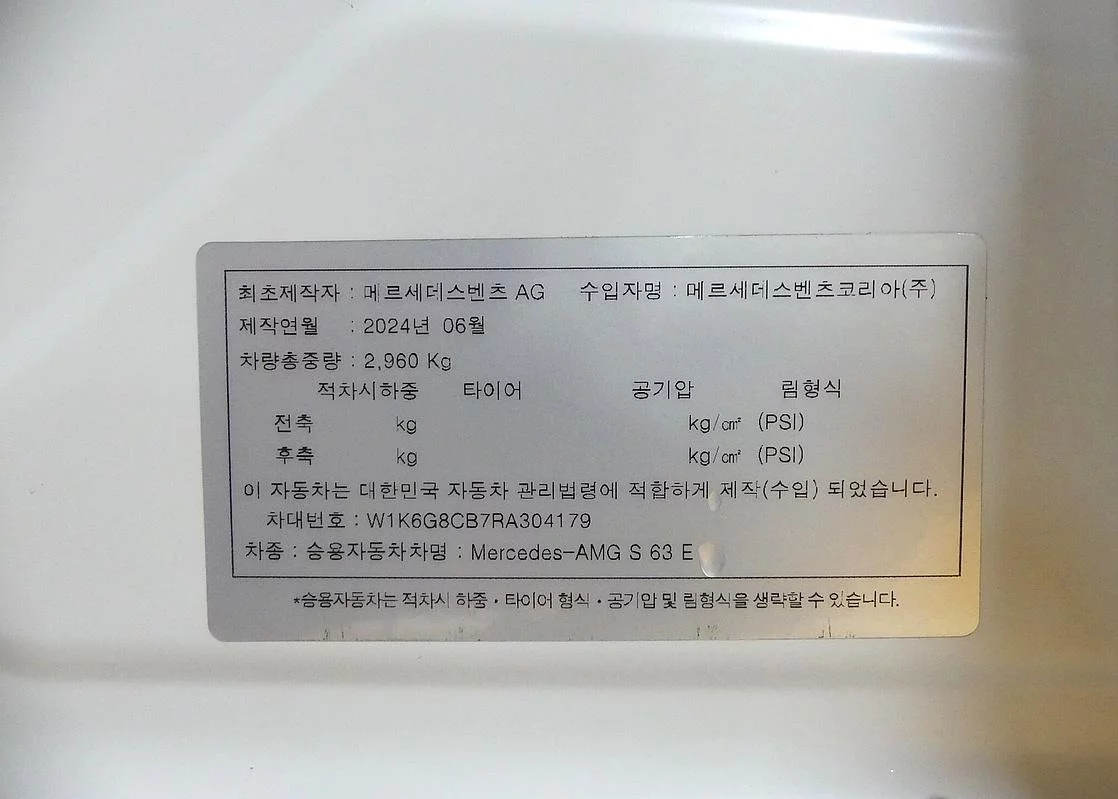 최초제작자 : 메르세데스벤츠 AG 수입자명 : 메르세데스벤츠코리아(주)
제작연월 : 2024년 06월
차량총중량 : 2,960 Kg
적차시하중 타이어 공기압 림형식
전축 kg kg/㎠ (PSI)
후축 kg kg/㎠ (PSI)
이 자동차는 대한민국 자동차 관리법령에 적합하게 제작(수입) 되었습니다.
차대번호 : W1K6G8CB7RA304179
차종 : 승용자동차차명 : Mercedes-AMG S 63 E
*승용자동차는 적차시 하중・타이어 형식・공기압 및 림형식을 생략할 수 있습니다.